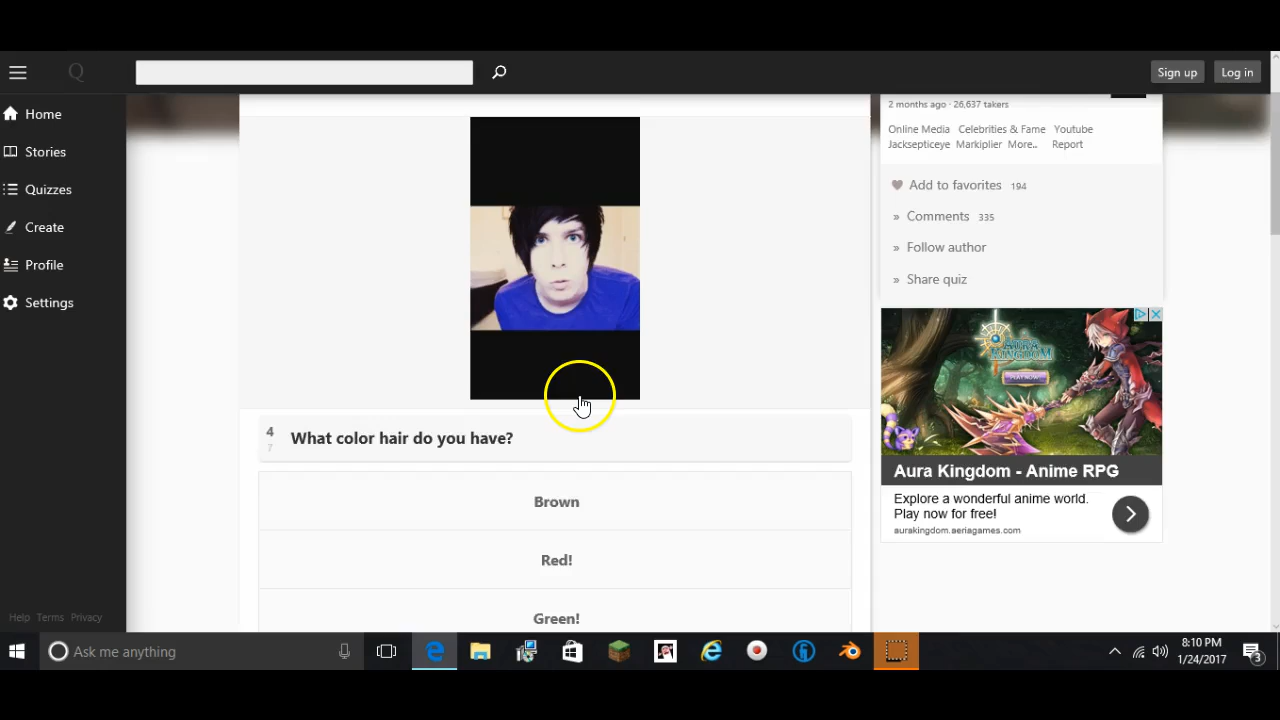 Q
Sign up
Log in
Home
Stories
Quizzes
Create
Profile
Settings
Help Terms Privacy
2 months ago · 26,637 takers
Online Media Celebrities & Fame Youtube
Jacksepticeye Markiplier More.. Report
Add to favorites 194
» Comments 335
» Follow author
» Share quiz
4
7
What color hair do you have?
Brown
Red!
Green!
AURA
KINGDOM
PLAY NOW
Aura Kingdom - Anime RPG
Explore a wonderful anime world.
Play now for free!
aurakingdom.aeriagames.com
Ask me anything
8:10 PM
1/24/2017
3